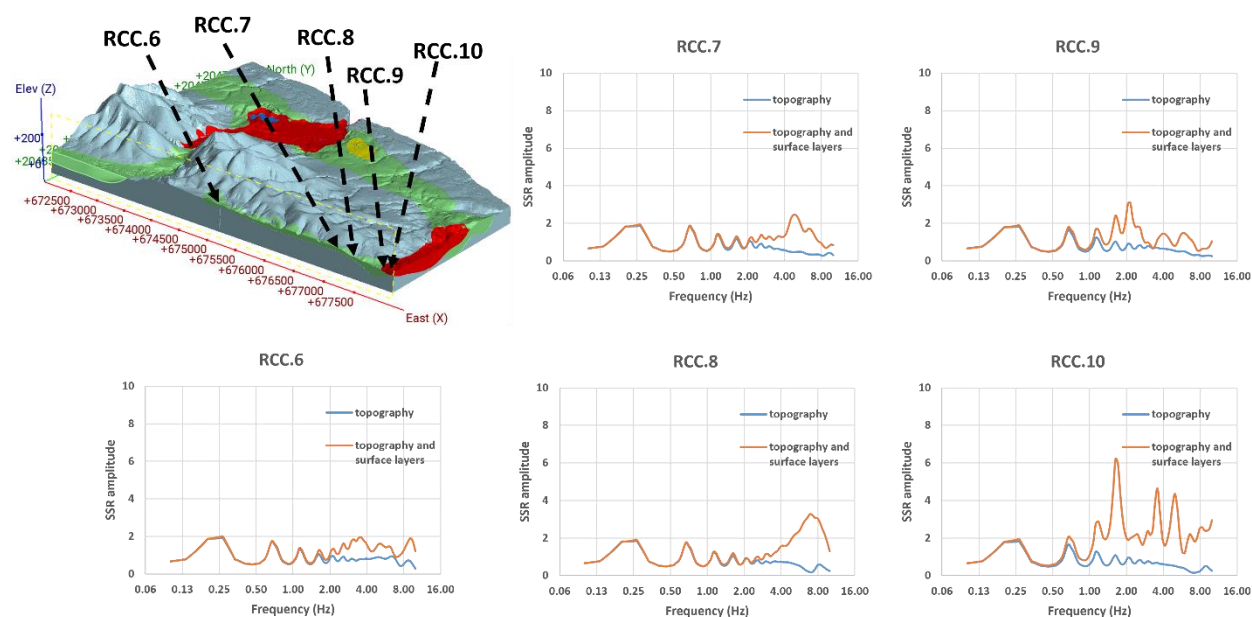 RCC.6
RCC.7
RCC.8
RCC.9
RCC.10
North (Y)
Elev (Z)
+200
+672500
+673000
+673500
+674000
+674500
+675000
+675500
+676000
+676500
+677000
+677500
East (X)
RCC.7
SSR amplitude
10
8
6
4
2
0
topography
topography and
surface layers
0.06 0.13 0.25 0.50 1.00 2.00 4.00 8.00 16.00
Frequency (Hz)
RCC.9
SSR amplitude
10
8
6
4
2
0
topography
topography and
surface layers
0.06 0.13 0.25 0.50 1.00 2.00 4.00 8.00 16.00
Frequency (Hz)
RCC.6
SSR amplitude
10
8
6
4
2
0
topography
topography and
surface layers
0.06 0.13 0.25 0.50 1.00 2.00 4.00 8.00 16.00
Frequency (Hz)
RCC.8
SSR amplitude
10
8
6
4
2
0
topography
topography and
surface layers
0.06 0.13 0.25 0.50 1.00 2.00 4.00 8.00 16.00
Frequency (Hz)
RCC.10
SSR amplitude
10
8
6
4
2
0
topography
topography and
surface layers
0.06 0.13 0.25 0.50 1.00 2.00 4.00 8.00 16.00
Frequency (Hz)